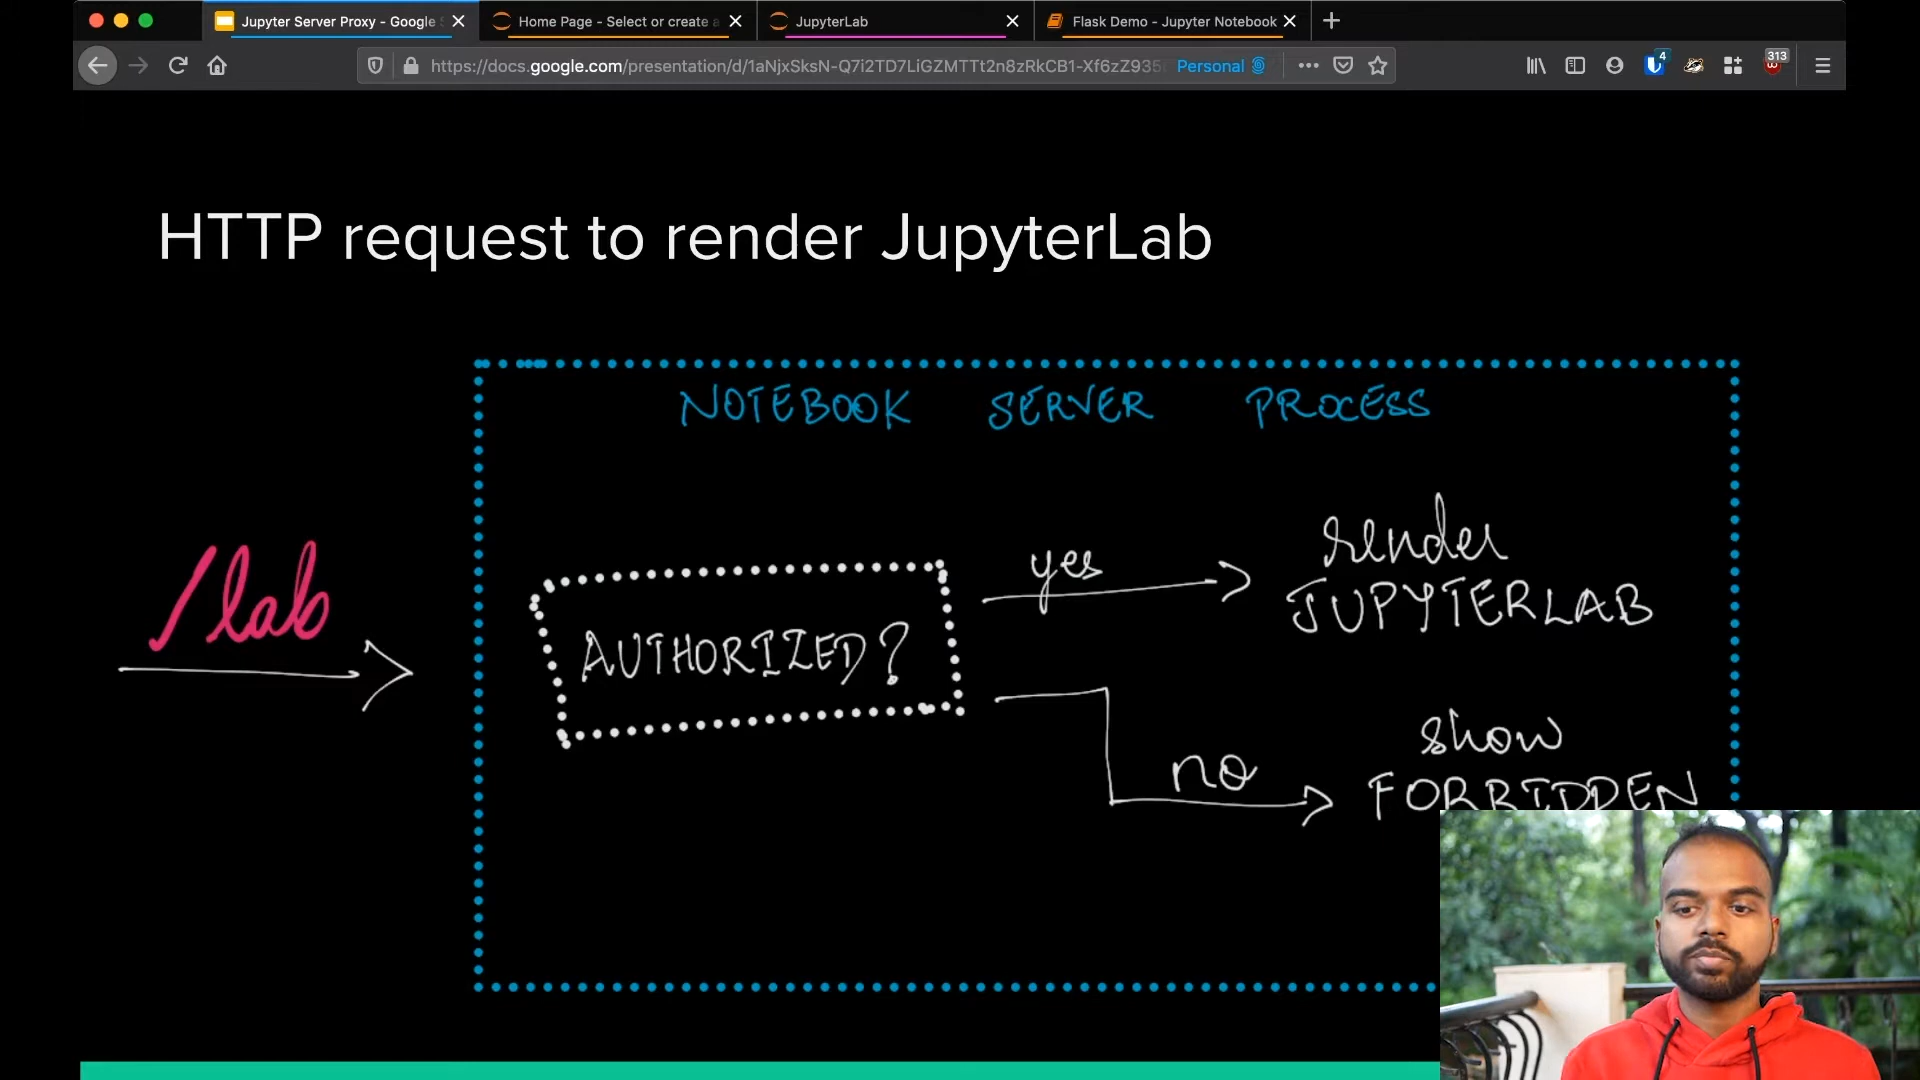 Jupyter Server Proxy - Google S
Home Page - Select or create a
JupyterLab
Flask Demo - Jupyter Notebook
https://docs.google.com/presentation/d/1aNjxSksN-Q7i2TD7LiGZMTTt2n8zRkCB1-Xf6zZ935
Personal
4
313
HTTP request to render JupyterLab
NOTEBOOK SERVER PROCESS
/lab
AUTHORIZED?
yes
render
JUPYTERLAB
no
show
FORBIDDEN